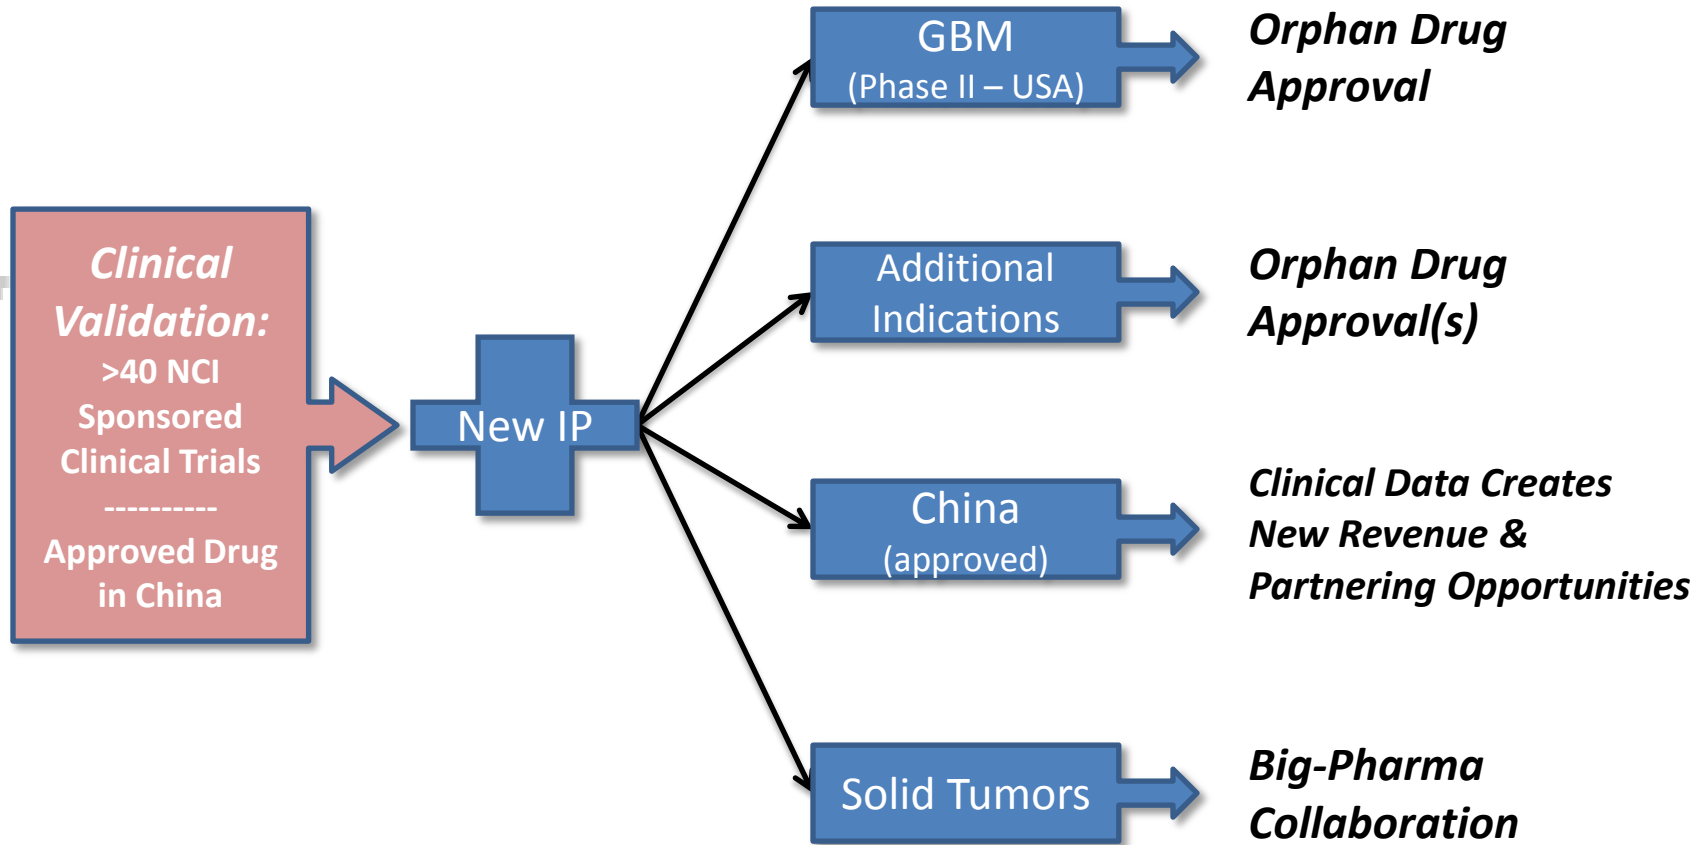 Clinical
Validation:
>40 NCI
Sponsored
Clinical Trials
----------
Approved Drug
in China
New IP
GBM
(Phase II – USA)
Orphan Drug
Approval
Additional
Indications
Orphan Drug
Approval(s)
China
(approved)
Clinical Data Creates
New Revenue &
Partnering Opportunities
Solid Tumors
Big-Pharma
Collaboration